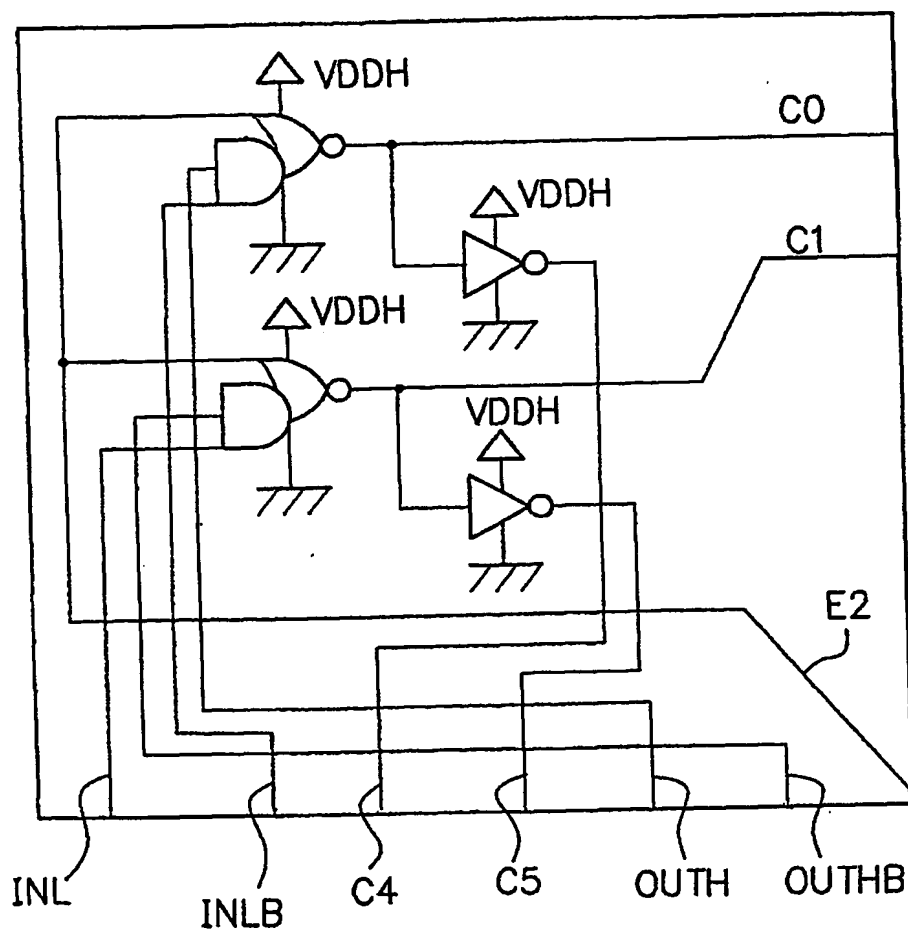 VDDH
C0
VDDH
C1
VDDH
VDDH
E2
INL
INLB
C4
C5
OUTH
OUTHB